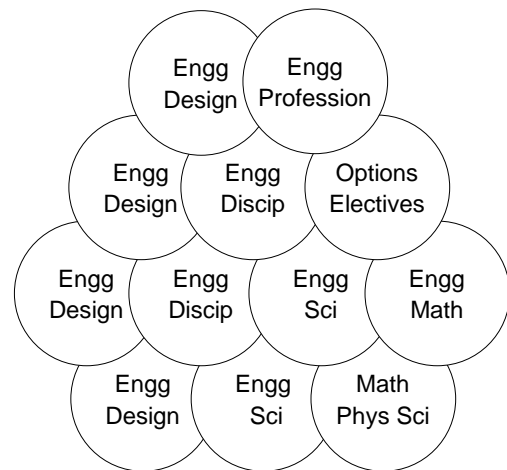 Engg
Design
Engg
Profession
Engg
Design
Engg
Discip
Options
Electives
Engg
Design
Engg
Discip
Engg
Sci
Engg
Math
Engg
Design
Engg
Sci
Math
Phys Sci